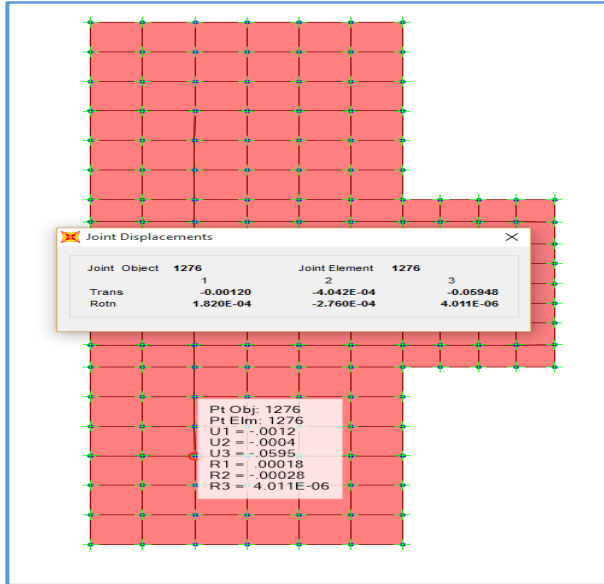 Joint Displacements
Joint Object 1276 Joint Element 1276
1 2 3
Trans -0.00120 -4.042E-04 -0.05948
Rotn 1.820E-04 -2.760E-04 4.011E-06
Pt Obj: 1276
Pt Elm: 1276
U1 = -.0012
U2 = -.0004
U3 = -.0595
R1 = .00018
R2 = -.00028
R3 = 4.011E-06